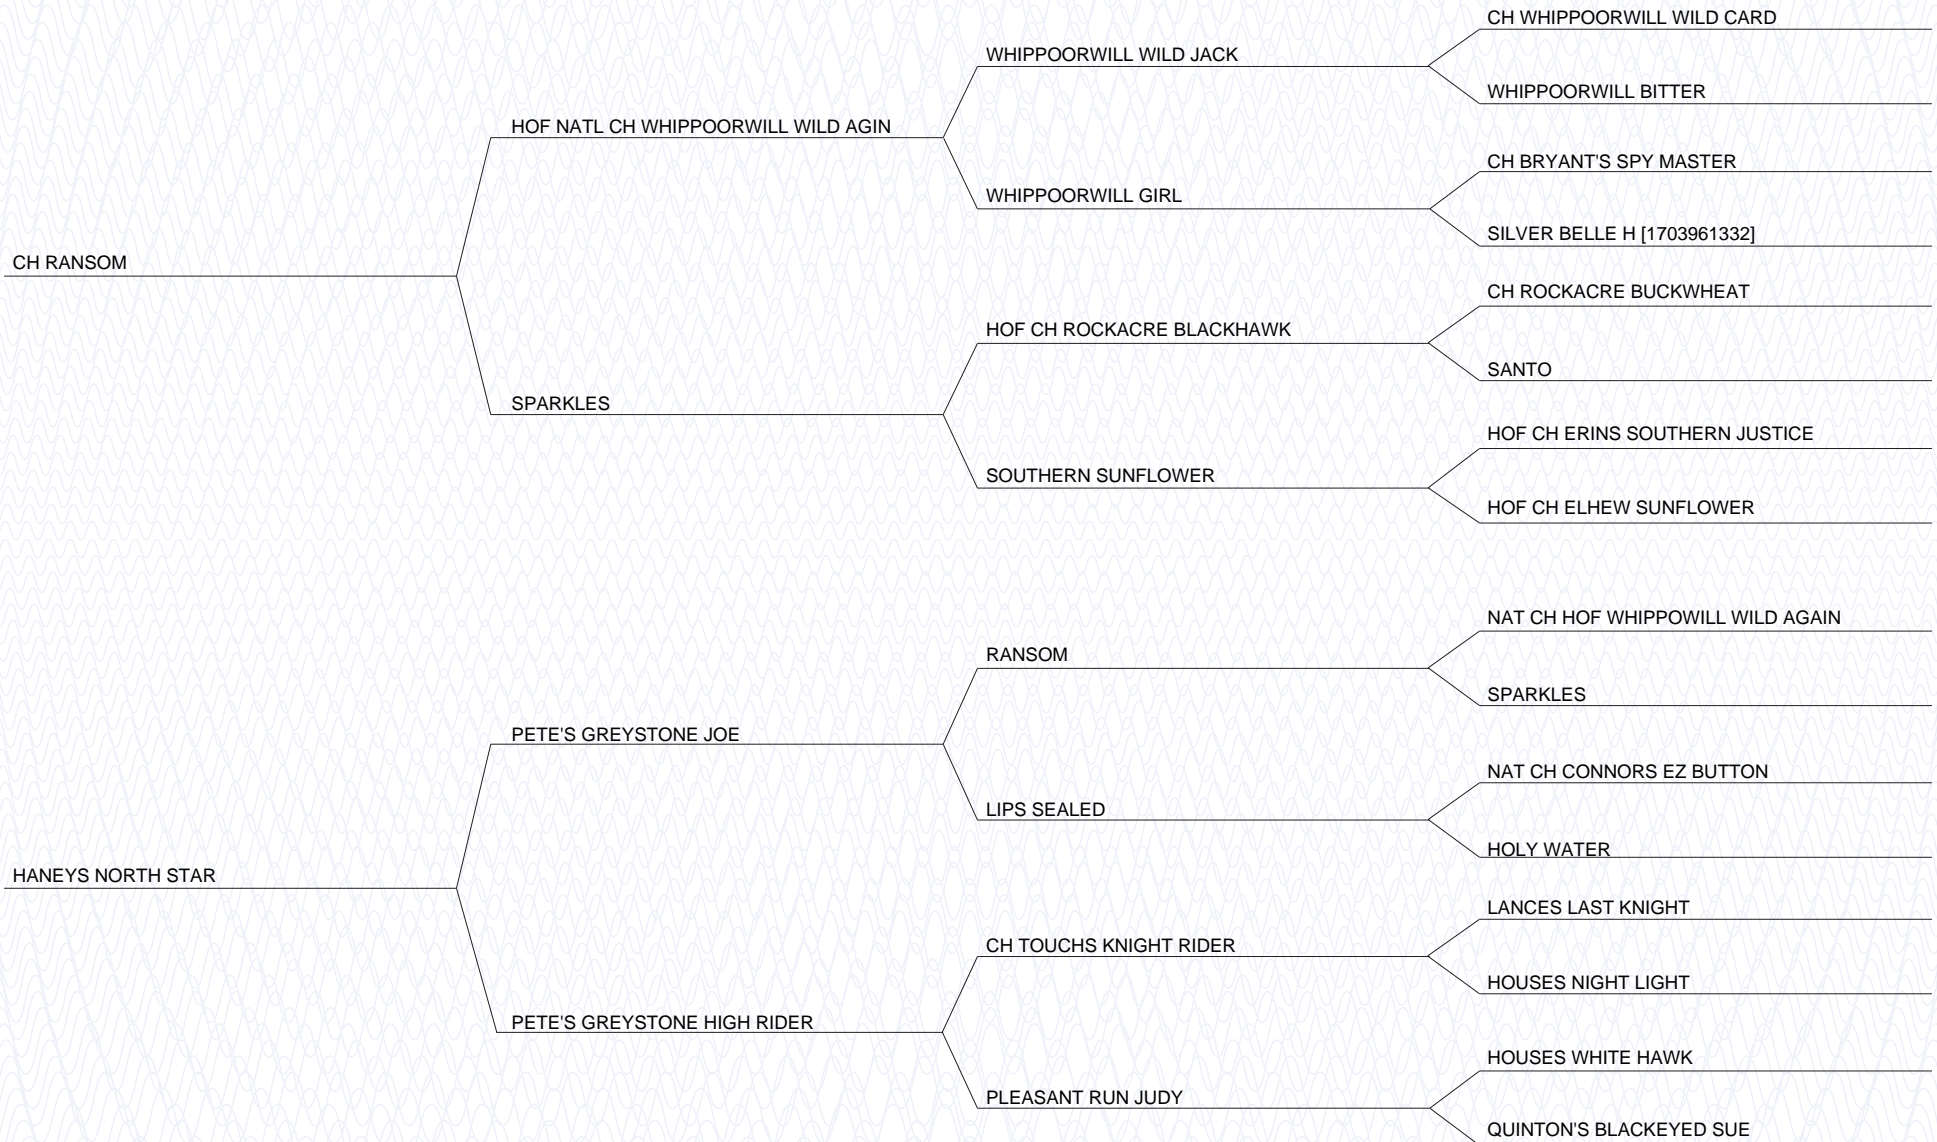 CH WHIPPOORWILL WILD CARD
WHIPPOORWILL WILD JACK
WHIPPOORWILL BITTER
HOF NATL CH WHIPPOORWILL WILD AGIN
CH BRYANT'S SPY MASTER
WHIPPOORWILL GIRL
SILVER BELLE H [1703961332]
CH RANSOM
CH ROCKACRE BUCKWHEAT
HOF CH ROCKACRE BLACKHAWK
SANTO
SPARKLES
HOF CH ERINS SOUTHERN JUSTICE
SOUTHERN SUNFLOWER
HOF CH ELHEW SUNFLOWER
NAT CH HOF WHIPPOWILL WILD AGAIN
RANSOM
SPARKLES
PETE'S GREYSTONE JOE
NAT CH CONNORS EZ BUTTON
LIPS SEALED
HOLY WATER
HANEYS NORTH STAR
LANCES LAST KNIGHT
CH TOUCHS KNIGHT RIDER
HOUSES NIGHT LIGHT
PETE'S GREYSTONE HIGH RIDER
HOUSES WHITE HAWK
PLEASANT RUN JUDY
QUINTON'S BLACKEYED SUE